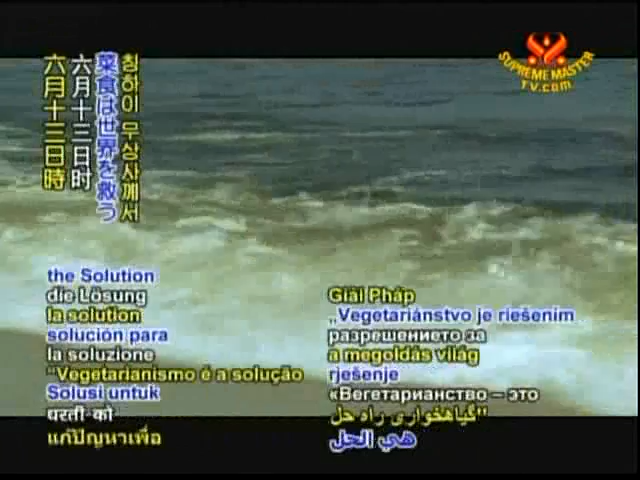 SUPREME MASTER
TV.com
칭하이 무상사께서
菜食は世界を救う
六月十三日时
六月十三日時
the Solution
die Lösung
la solution
solución para
la soluzione
"Vegetarianismo é a solução
Solusi untuk
धरती को
แก้ปัญหาเพื่อ
Giải Pháp
„Vegetariánstvo je riešením
разрешението за
a megoldás világ
rješenje
«Вегетарианство – это
گیاهخواری راه حل"
هي الحل